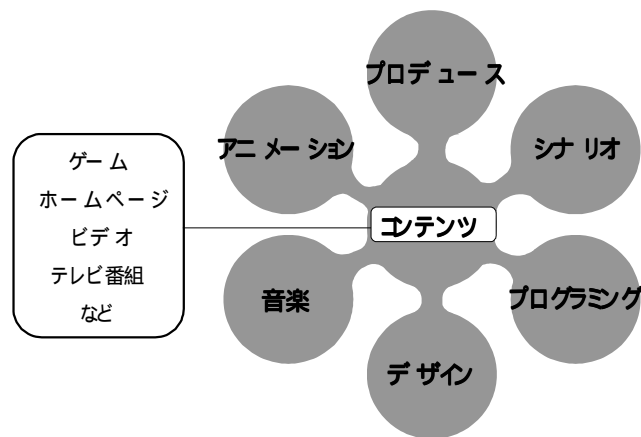 プロデュース
アニメーション
シナリオ
ゲーム
ホームページ
ビデオ
テレビ番組
など
コンテンツ
音楽
プログラミング
デザイン